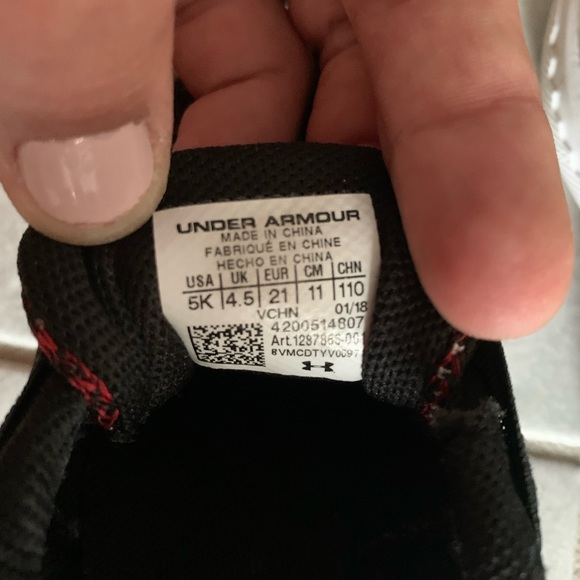 UNDER ARMOUR
MADE IN CHINA
FABRIQUÉ EN CHINE
HECHO EN CHINA
USA UK EUR CM CHN
5K 4.5 21 11 110
VCHN 01/18
4200514807